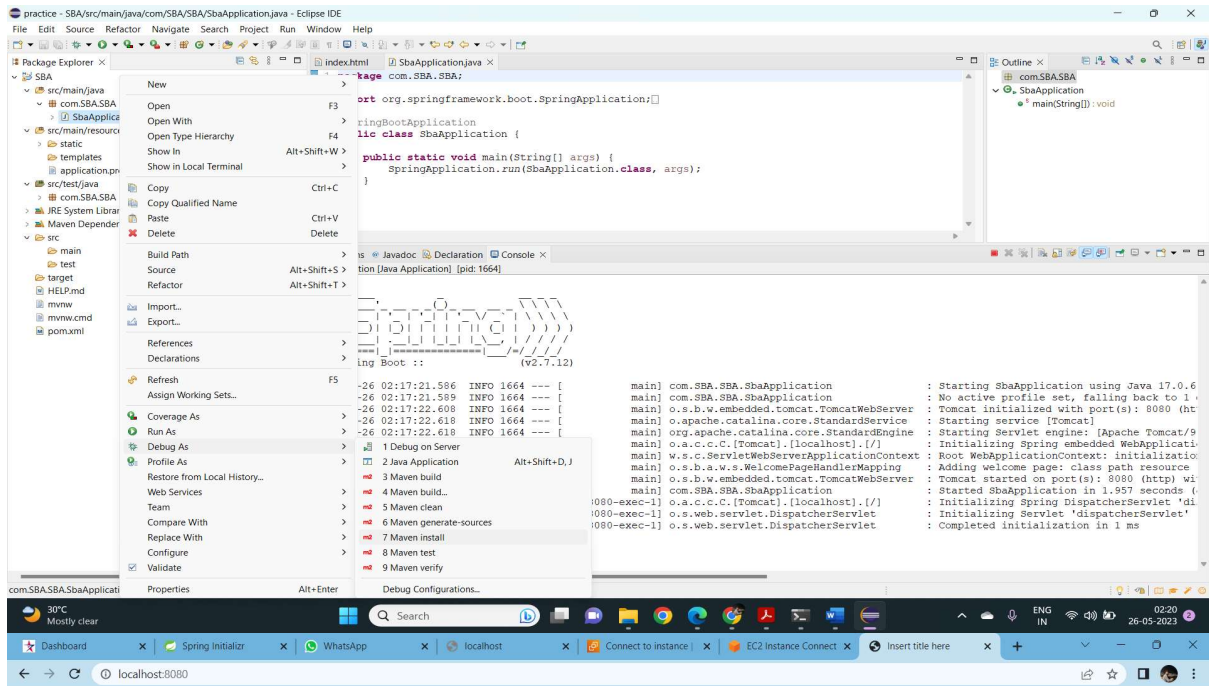 practice - SBA/src/main/java/com/SBA/SBA/SbaApplication.java - Eclipse IDE
File Edit Source Refactor Navigate Search Project Run Window Help
Package Explorer
SBA
src/main/java
com.SBA.SBA
SbaApplica
src/main/resource
static
templates
application.pr
src/test/java
com.SBA.SBA
JRE System Librar
Maven Depender
src
main
test
target
HELP.md
mvnw
mvnw.cmd
pom.xml
New
Open F3
Open With
Open Type Hierarchy F4
Show In Alt+Shift+W
Show in Local Terminal
Copy Ctrl+C
Copy Qualified Name
Paste Ctrl+V
Delete Delete
Build Path
Source Alt+Shift+S
Refactor Alt+Shift+T
Import...
Export...
References
Declarations
Refresh F5
Assign Working Sets...
Coverage As
Run As
Debug As
Profile As
Restore from Local History...
Web Services
Team
Compare With
Replace With
Configure
Validate
Properties Alt+Enter
1 Debug on Server
2 Java Application Alt+Shift+D, J
3 Maven build
4 Maven build...
5 Maven clean
6 Maven generate-sources
7 Maven install
8 Maven test
9 Maven verify
Debug Configurations...
index.html SbaApplication.java
1 package com.SBA.SBA;
ort org.springframework.boot.SpringApplication;
ringBootApplication
lic class SbaApplication {
public static void main(String[] args) {
SpringApplication.run(SbaApplication.class, args);
}
Outline
com.SBA.SBA
SbaApplication
main(String[]) : void
ns Javadoc Declaration Console
tion [Java Application] [pid: 1664]
ing Boot :: (v2.7.12)
-26 02:17:21.586 INFO 1664 --- [ main] com.SBA.SBA.SbaApplication : Starting SbaApplication using Java 17.0.6
-26 02:17:21.589 INFO 1664 --- [ main] com.SBA.SBA.SbaApplication : No active profile set, falling back to 1
-26 02:17:22.608 INFO 1664 --- [ main] o.s.b.w.embedded.tomcat.TomcatWebServer : Tomcat initialized with port(s): 8080 (ht
-26 02:17:22.618 INFO 1664 --- [ main] o.apache.catalina.core.StandardService : Starting service [Tomcat]
-26 02:17:22.618 INFO 1664 --- [ main] org.apache.catalina.core.StandardEngine : Starting Servlet engine: [Apache Tomcat/9
main] o.a.c.c.C.[Tomcat].[localhost].[/] : Initializing Spring embedded WebApplicati
main] w.s.c.ServletWebServerApplicationContext : Root WebApplicationContext: initializatio
main] o.s.b.a.w.s.WelcomePageHandlerMapping : Adding welcome page: class path resource
main] o.s.b.w.embedded.tomcat.TomcatWebServer : Tomcat started on port(s): 8080 (http) wi
main] com.SBA.SBA.SbaApplication : Started SbaApplication in 1.957 seconds (
8080-exec-1] o.a.c.c.C.[Tomcat].[localhost].[/] : Initializing Spring DispatcherServlet 'di
8080-exec-1] o.s.web.servlet.DispatcherServlet : Initializing Servlet 'dispatcherServlet'
8080-exec-1] o.s.web.servlet.DispatcherServlet : Completed initialization in 1 ms
com.SBA.SBA.SbaApplicati
30°C
Mostly clear
Search
ENG
IN
02:20
26-05-2023
2
Dashboard Spring Initializr WhatsApp localhost Connect to instance | EC2 Instance Connect Insert title here
localhost:8080